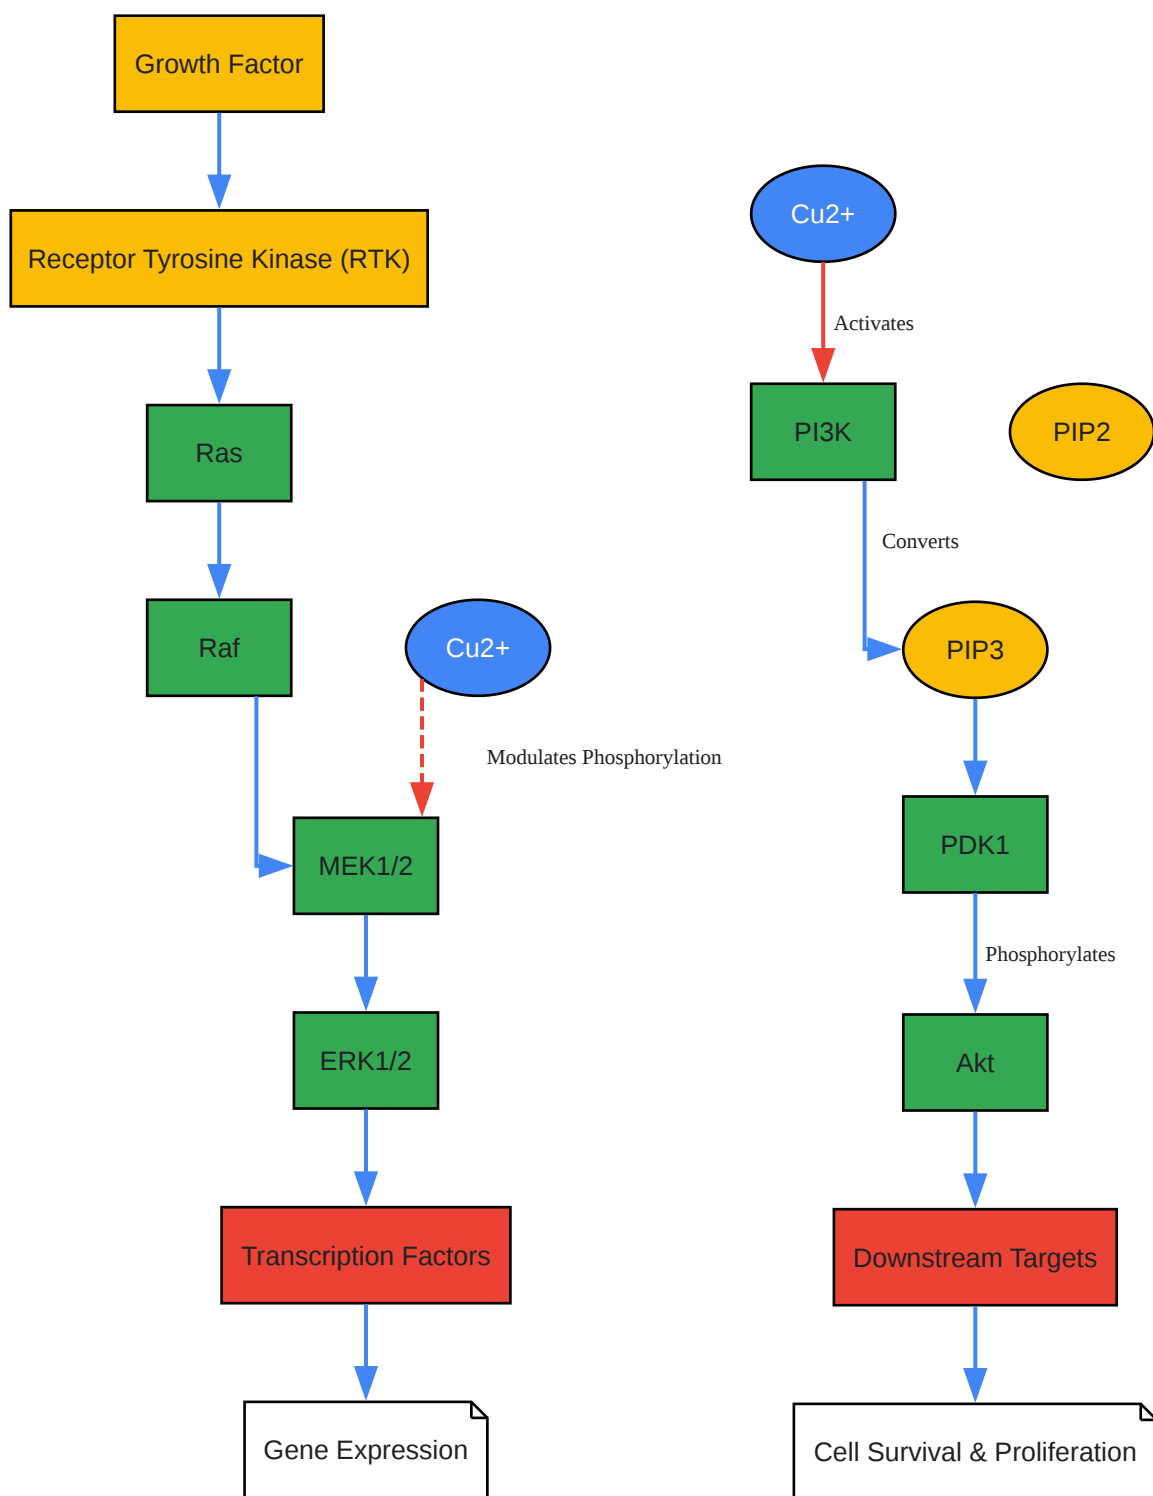 Growth Factor
Receptor Tyrosine Kinase (RTK)
Ras
Raf
Cu2+
Modulates Phosphorylation
MEK1/2
ERK1/2
Transcription Factors
Gene Expression
Cu2+
Activates
PI3K
PIP2
Converts
PIP3
PDK1
Phosphorylates
Akt
Downstream Targets
Cell Survival & Proliferation